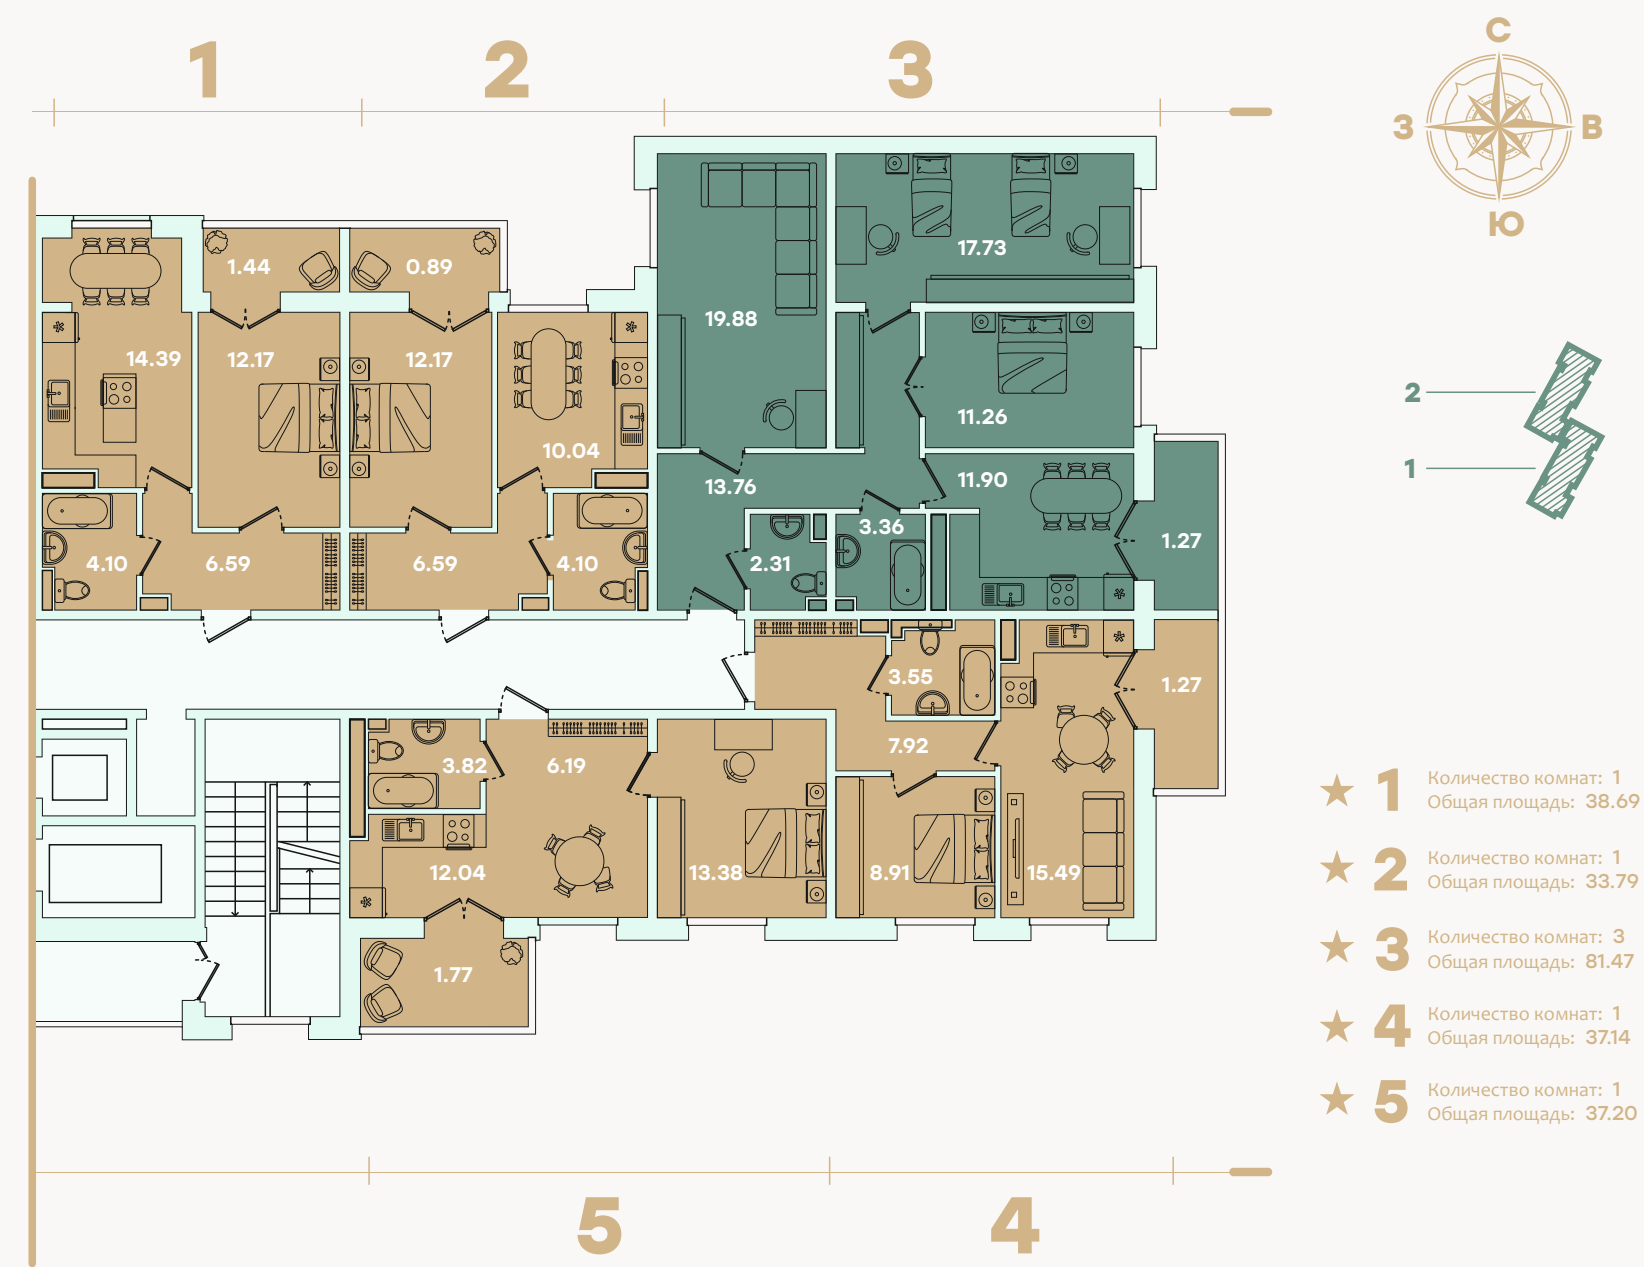 1
2
3
С
З
В
Ю
1.44
0.89
17.73
19.88
14.39
12.17
12.17
11.26
10.04
13.76
11.90
3.36
1.27
4.10
6.59
6.59
4.10
2.31
3.55
1.27
7.92
3.82
6.19
12.04
13.38
8.91
15.49
1.77
2
1
1
Количество комнат: 1
Общая площадь: 38.69
2
Количество комнат: 1
Общая площадь: 33.79
3
Количество комнат: 3
Общая площадь: 81.47
4
Количество комнат: 1
Общая площадь: 37.14
5
Количество комнат: 1
Общая площадь: 37.20
5
4